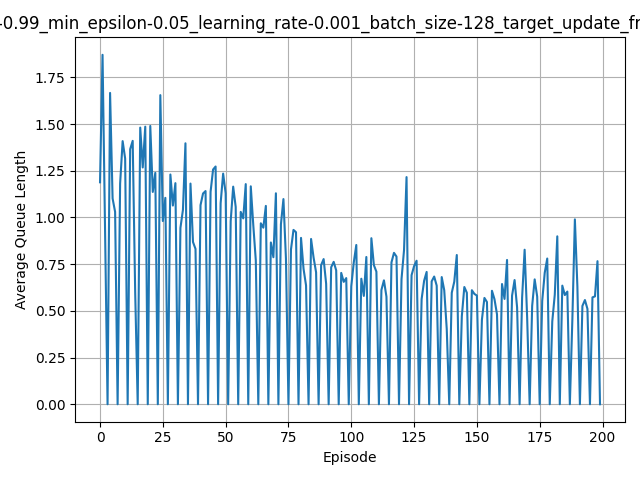 -0.99_min_epsilon-0.05_learning_rate-0.001_batch_size-128_target_update_fr
1.75
1.50
1.25
1.00
0.75
0.50
0.25
0.00
Average Queue Length
0 25 50 75 100 125 150 175 200
Episode